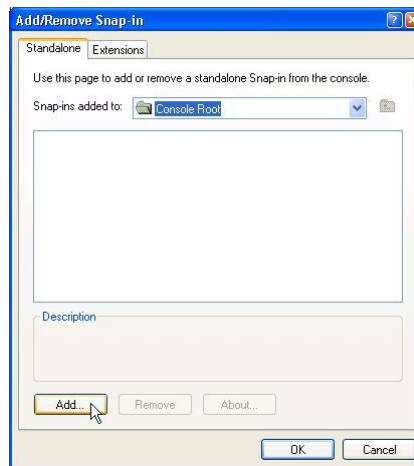 Add/Remove Snap-in
Standalone Extensions
Use this page to add or remove a standalone Snap-in from the console.
Snap-ins added to: Console Root
Description
Add... Remove About...
OK Cancel